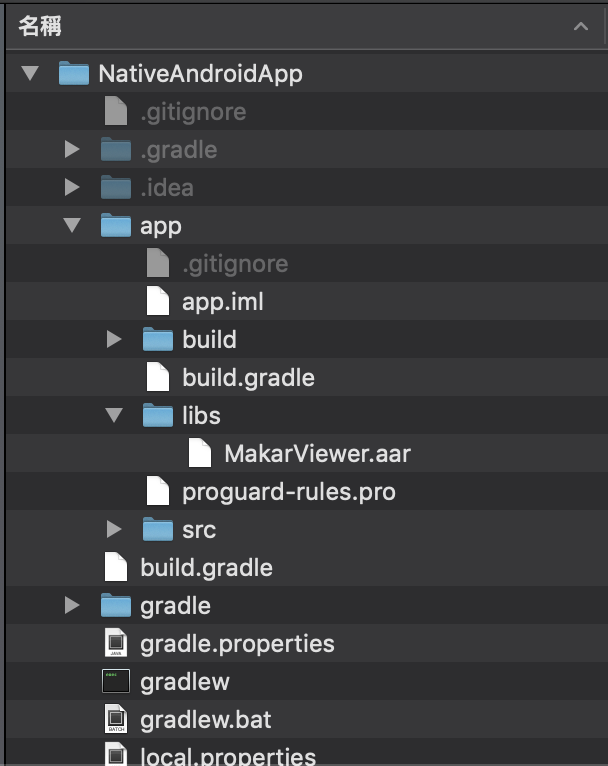 名稱
NativeAndroidApp
.gitignore
.gradle
.idea
app
.gitignore
app.iml
build
build.gradle
libs
MakarViewer.aar
proguard-rules.pro
src
build.gradle
gradle
gradle.properties
gradlew
gradlew.bat
local.properties